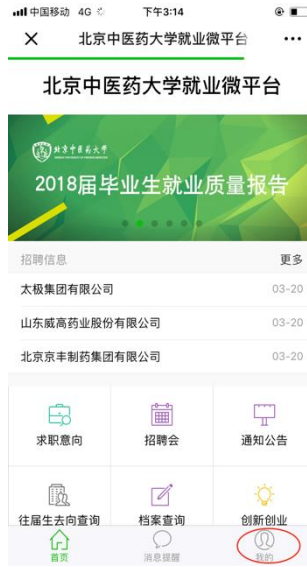 中国移动 4G 下午3:14
北京中医药大学就业微平台
北京中医药大学就业微平台
北京中医药大学
2018届毕业生就业质量报告
招聘信息 更多
太极集团有限公司 03-20
山东威高药业股份有限公司 03-20
北京京丰制药集团有限公司 03-20
求职意向 招聘会 通知公告
往届生去向查询 档案查询 创新创业
首页 消息提醒 我的